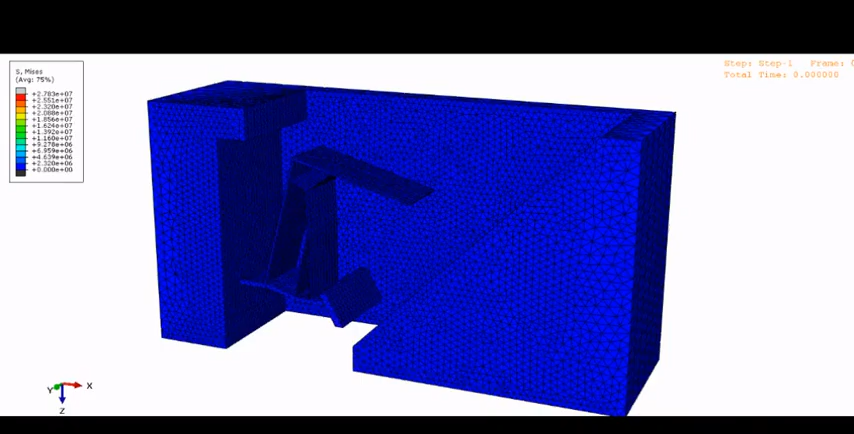 S, Mises
(Avg: 75%)
+2.783e+07
+2.551e+07
+2.320e+07
+2.088e+07
+1.856e+07
+1.624e+07
+1.392e+07
+1.160e+07
+9.278e+06
+6.959e+06
+4.639e+06
+2.320e+06
+0.000e+00
Step: Step-1 Frame: 0
Total Time: 0.000000
Y
X
Z